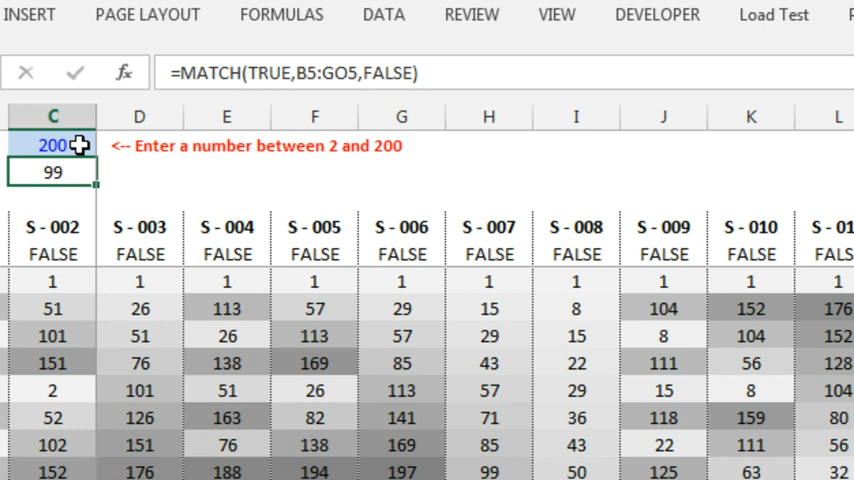 INSERT PAGE LAYOUT FORMULAS DATA REVIEW VIEW DEVELOPER Load Test
fx =MATCH(TRUE,B5:GO5,FALSE)
C D E F G H I J K L
200 <-- Enter a number between 2 and 200
99
S - 002 S - 003 S - 004 S - 005 S - 006 S - 007 S - 008 S - 009 S - 010 S - 01
FALSE FALSE FALSE FALSE FALSE FALSE FALSE FALSE FALSE FALS
1 1 1 1 1 1 1 1 1 1
51 26 113 57 29 15 8 104 152 176
101 51 26 113 57 29 15 8 104 152
151 76 138 169 85 43 22 111 56 128
2 101 51 26 113 57 29 15 8 104
52 126 163 82 141 71 36 118 159 80
102 151 76 138 169 85 43 22 111 56
152 176 188 194 197 99 50 125 63 32